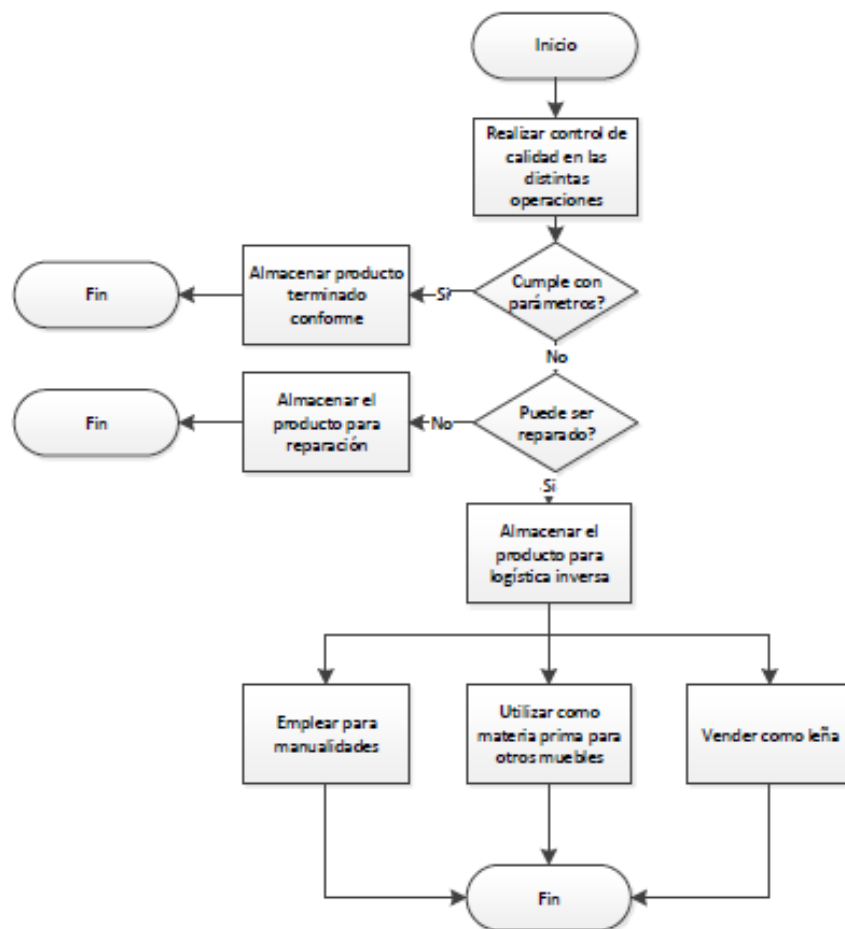 Inicio
Realizar control de
calidad en las
distintas
operaciones
Cumple con
parámetros?
Si
Almacenar producto
terminado
conforme
Fin
No
Puede ser
reparado?
No
Almacenar el
producto para
reparación
Fin
Si
Almacenar el
producto para
logística inversa
Emplear para
manualidades
Utilizar como
materia prima para
otros muebles
Vender como leña
Fin